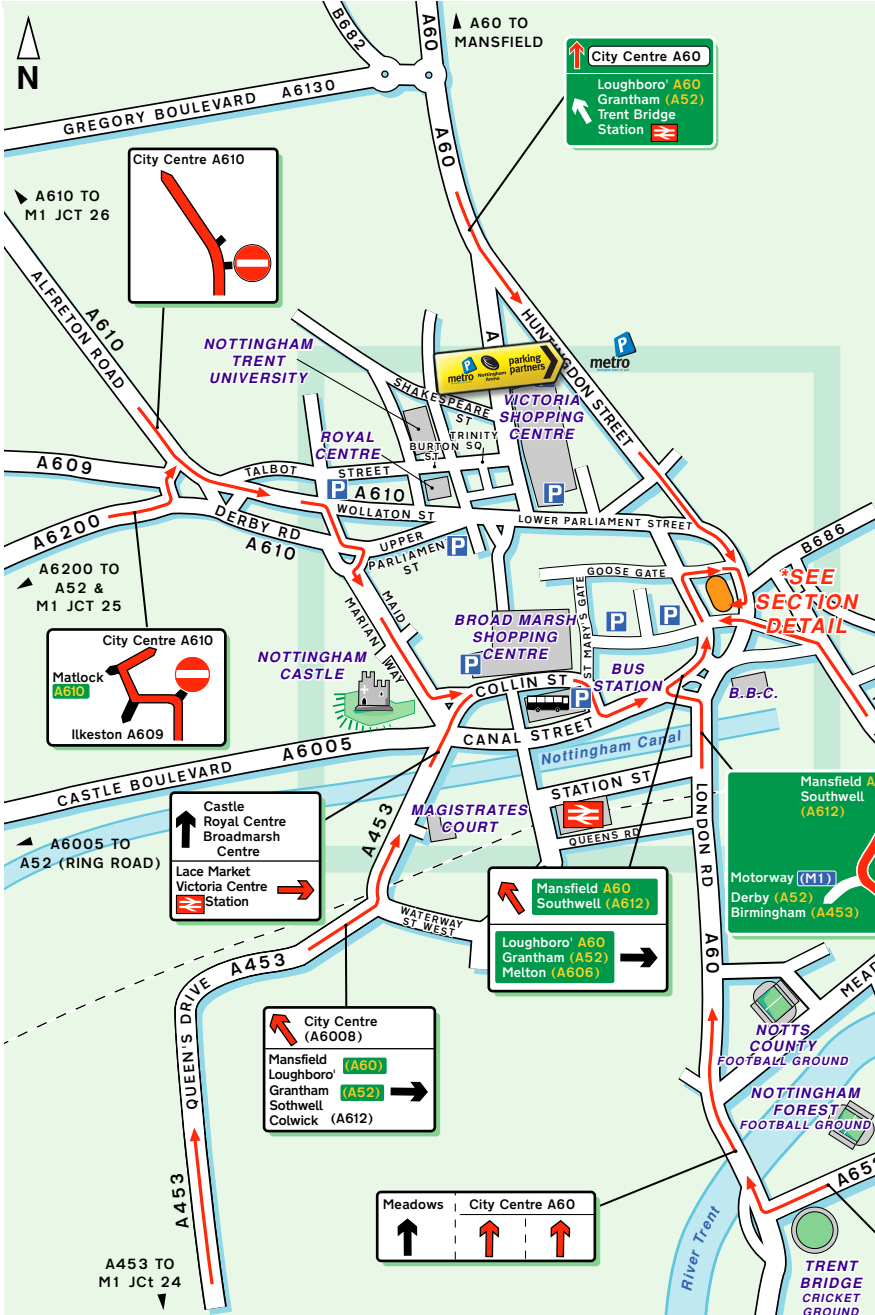 N
B682
A60
A60 TO
MANSFIELD
City Centre A60
Loughboro' A60
Grantham (A52)
Trent Bridge
Station
GREGORY BOULEVARD A6130
A60
City Centre A610
A610 TO
M1 JCT 26
ALFRETON ROAD
A610
NOTTINGHAM
TRENT
UNIVERSITY
A
HUNTINGDON STREET
metro
Nottingham
Arena
parking
partners
P
metro
SHAKESPEARE
ST
VICTORIA
SHOPPING
CENTRE
ROYAL
CENTRE
BURTON
ST
TRINITY
SQ
A609
TALBOT
STREET
P
A610
P
WOLLATON ST
LOWER PARLIAMENT STREET
A6200
DERBY RD
A610
UPPER
PARLIAMENT
ST
P
B686
A6200 TO
A52 &
M1 JCT 25
GOOSE GATE
*SEE
SECTION
DETAIL
MAID
MARIAN
WAY
ST MARY'S GATE
P
P
City Centre A610
Matlock
A610
Ilkeston A609
NOTTINGHAM
CASTLE
BROAD MARSH
SHOPPING
CENTRE
P
BUS
STATION
COLLIN ST
P
B.B.C.
CANAL STREET
Nottingham Canal
CASTLE BOULEVARD
A6005
STATION ST
QUEENS RD
LONDON RD
Mansfield A
Southwell
(A612)
Motorway (M1)
Derby (A52)
Birmingham (A453)
A6005 TO
A52 (RING ROAD)
Castle
Royal Centre
Broadmarsh
Centre
Lace Market
Victoria Centre
Station
A453
MAGISTRATES
COURT
Mansfield A60
Southwell (A612)
Loughboro' A60
Grantham (A52)
Melton (A606)
WATERWAY
ST WEST
A60
A453
QUEEN'S DRIVE
City Centre
(A6008)
Mansfield (A60)
Loughboro'
Grantham (A52)
Sothwell
Colwick (A612)
MEAD
NOTTS
COUNTY
FOOTBALL GROUND
NOTTINGHAM
FOREST
FOOTBALL GROUND
A453
Meadows
City Centre A60
River Trent
TRENT
BRIDGE
CRICKET
GROUND
A453 TO
M1 JCt 24